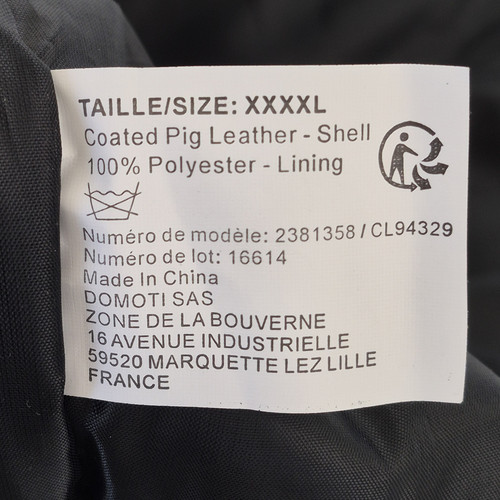 TAILLE/SIZE: XXXXL
Coated Pig Leather - Shell
100% Polyester - Lining
Numéro de modèle: 2381358 / CL94329
Numéro de lot: 16614
Made In China
DOMOTI SAS
ZONE DE LA BOUVERNE
16 AVENUE INDUSTRIELLE
59520 MARQUETTE LEZ LILLE
FRANCE